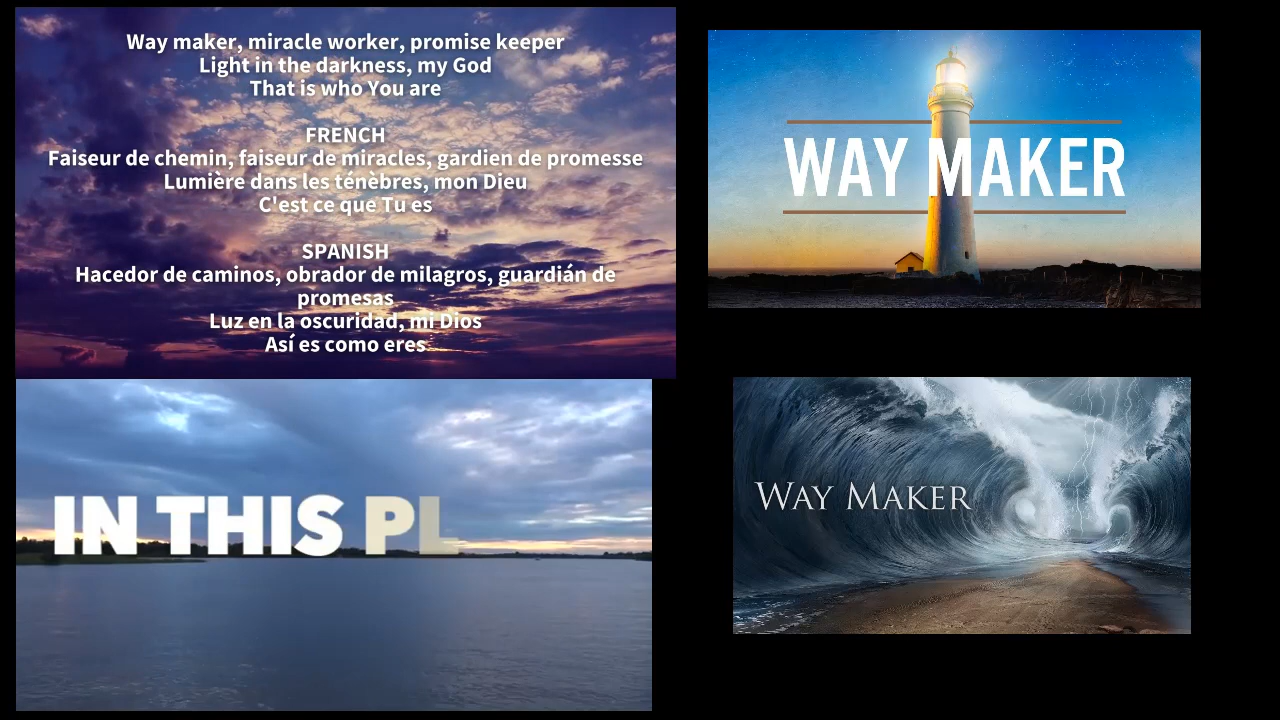 Way maker, miracle worker, promise keeper
Light in the darkness, my God
That is who You are
FRENCH
Faiseur de chemin, faiseur de miracles, gardien de promesse
Lumière dans les ténèbres, mon Dieu
C'est ce que Tu es
SPANISH
Hacedor de caminos, obrador de milagros, guardián de
promesas
Luz en la oscuridad, mi Dios
Así es como eres
WAY MAKER
IN THIS PL
WAY MAKER